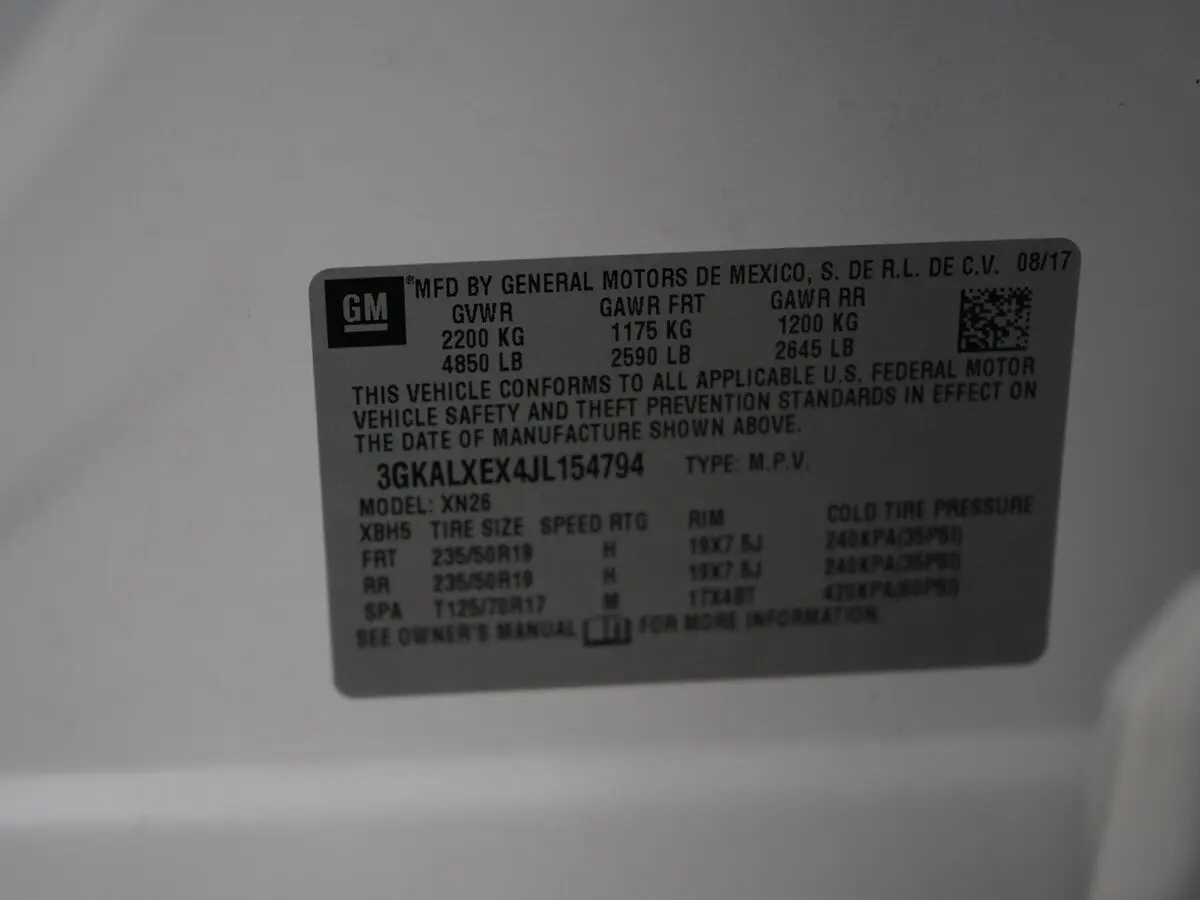 GM ®MFD BY GENERAL MOTORS DE MEXICO, S. DE R.L. DE C.V. 08/17
GVWR GAWR FRT GAWR RR
2200 KG 1175 KG 1200 KG
4850 LB 2590 LB 2645 LB
THIS VEHICLE CONFORMS TO ALL APPLICABLE U.S. FEDERAL MOTOR
VEHICLE SAFETY AND THEFT PREVENTION STANDARDS IN EFFECT ON
THE DATE OF MANUFACTURE SHOWN ABOVE.
3GKALXEX4JL154794 TYPE: M.P.V.
MODEL: XN26
XBH5 TIRE SIZE SPEED RTG RIM COLD TIRE PRESSURE
FRT 235/50R19 H 19X7.5J 240KPA(35PSI)
RR 235/50R19 H 19X7.5J 240KPA(35PSI)
SPA T125/70R17 M 17X4BT 420KPA(60PSI)
SEE OWNER'S MANUAL FOR MORE INFORMATION.